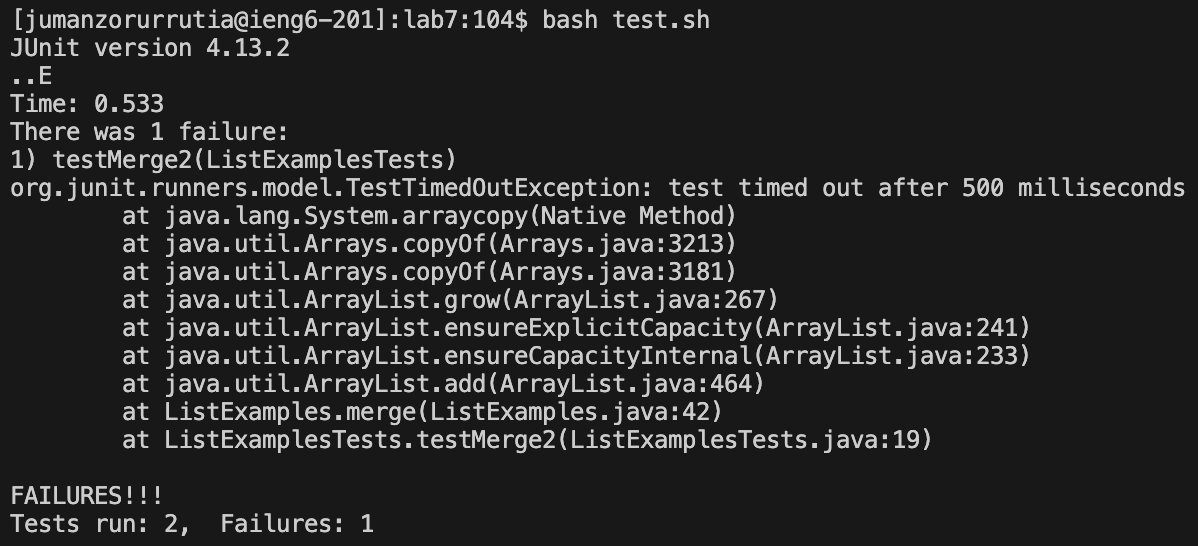 [jumanzorurrutia@ieng6-201]:lab7:104$ bash test.sh
JUnit version 4.13.2
..E
Time: 0.533
There was 1 failure:
1) testMerge2(ListExamplesTests)
org.junit.runners.model.TestTimedOutException: test timed out after 500 milliseconds
        at java.lang.System.arraycopy(Native Method)
        at java.util.Arrays.copyOf(Arrays.java:3213)
        at java.util.Arrays.copyOf(Arrays.java:3181)
        at java.util.ArrayList.grow(ArrayList.java:267)
        at java.util.ArrayList.ensureExplicitCapacity(ArrayList.java:241)
        at java.util.ArrayList.ensureCapacityInternal(ArrayList.java:233)
        at java.util.ArrayList.add(ArrayList.java:464)
        at ListExamples.merge(ListExamples.java:42)
        at ListExamplesTests.testMerge2(ListExamplesTests.java:19)

FAILURES!!!
Tests run: 2,  Failures: 1